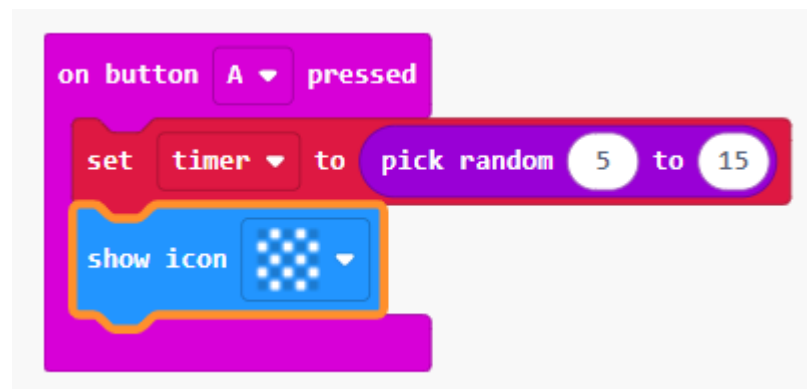 on button A pressed
set timer to pick random 5 to 15
show icon